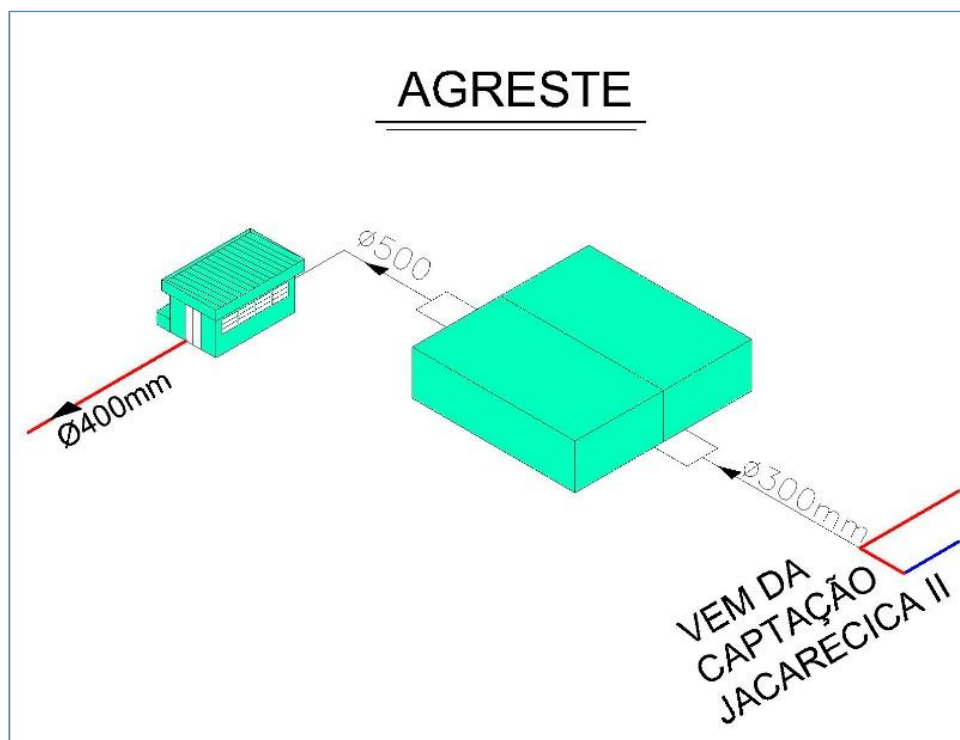 AGRESTE
ø500
Ø400mm
ø300mm
VEM DA
CAPTAÇÃO
JACARECICA II